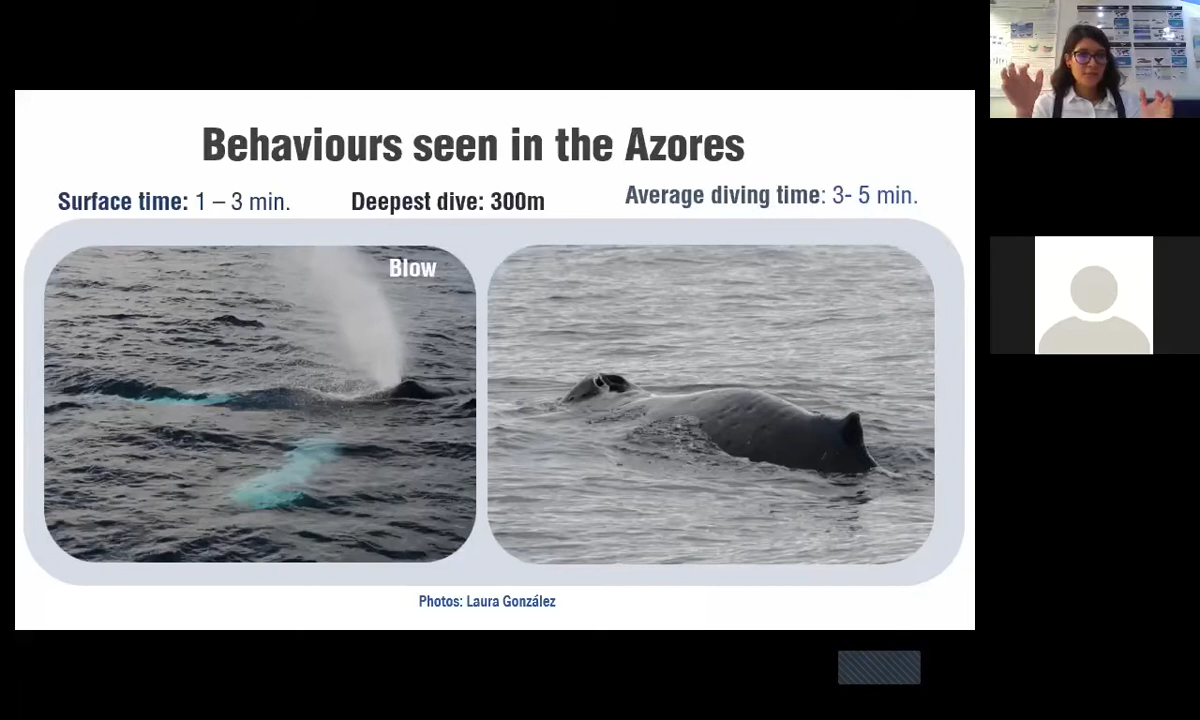 Behaviours seen in the Azores
Surface time: 1 – 3 min.
Deepest dive: 300m
Average diving time: 3- 5 min.
Blow
Photos: Laura González